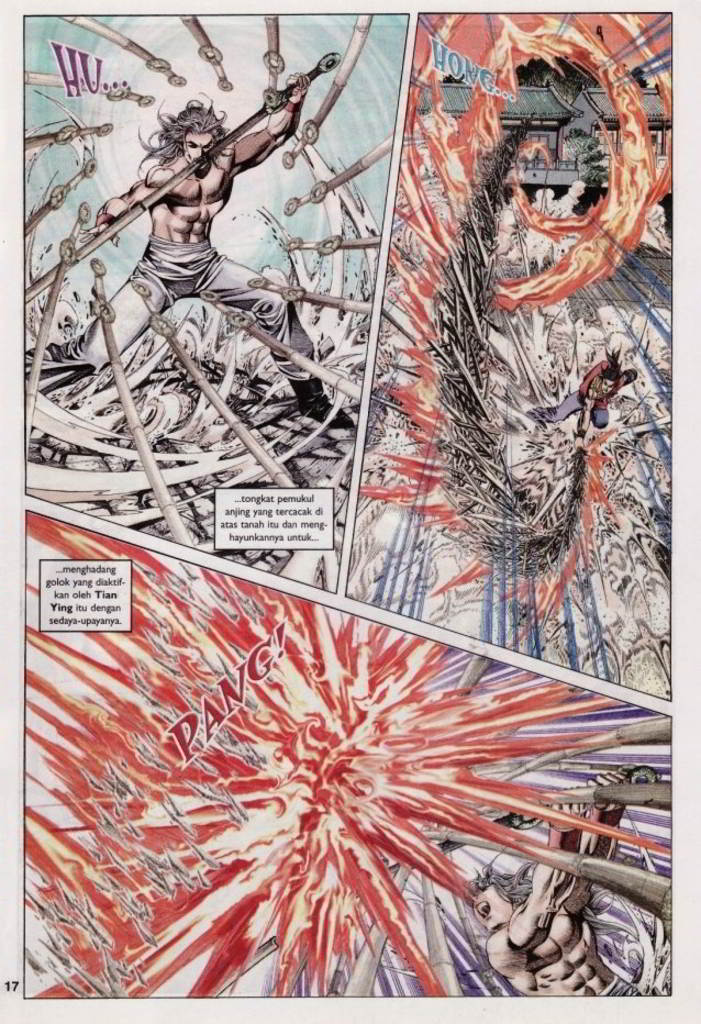 HU...
HONG...
...tongkat pemukul
anjing yang tercacak di
atas tanah itu dan meng-
hayunkannya untuk...
...menghadang
golok yang diaktif-
kan oleh Tian
Ying itu dengan
sedaya-upayanya.
PANG!
17